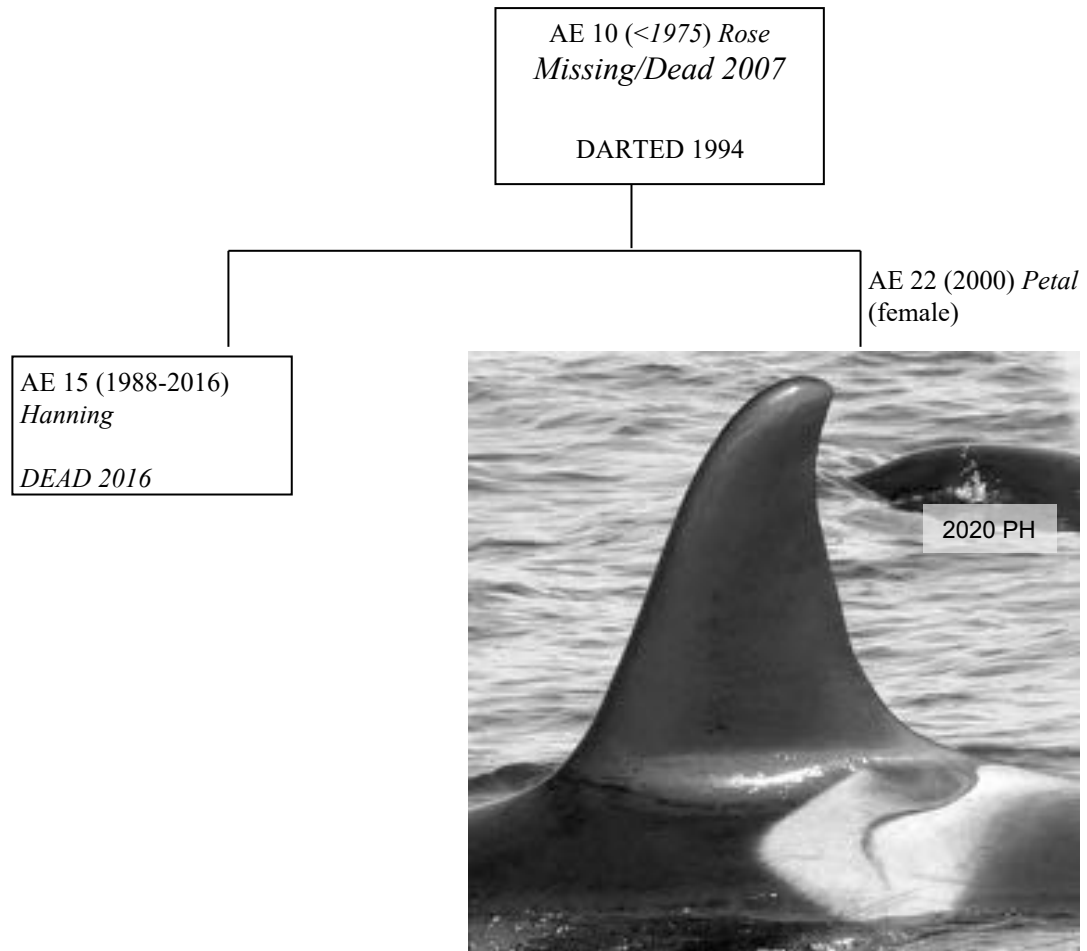 AE 10 (<1975) Rose
Missing/Dead 2007
DARTED 1994
AE 22 (2000) Petal
(female)
AE 15 (1988-2016)
Hanning
DEAD 2016
2020 PH